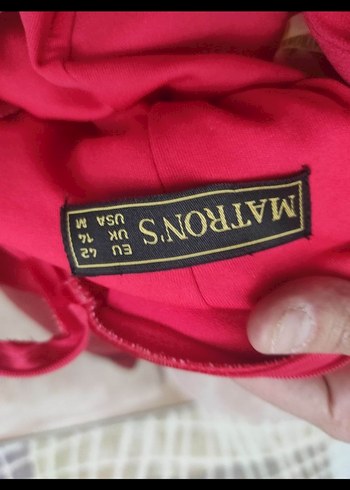 MATRON'S
EU 42
UK 14
USA M